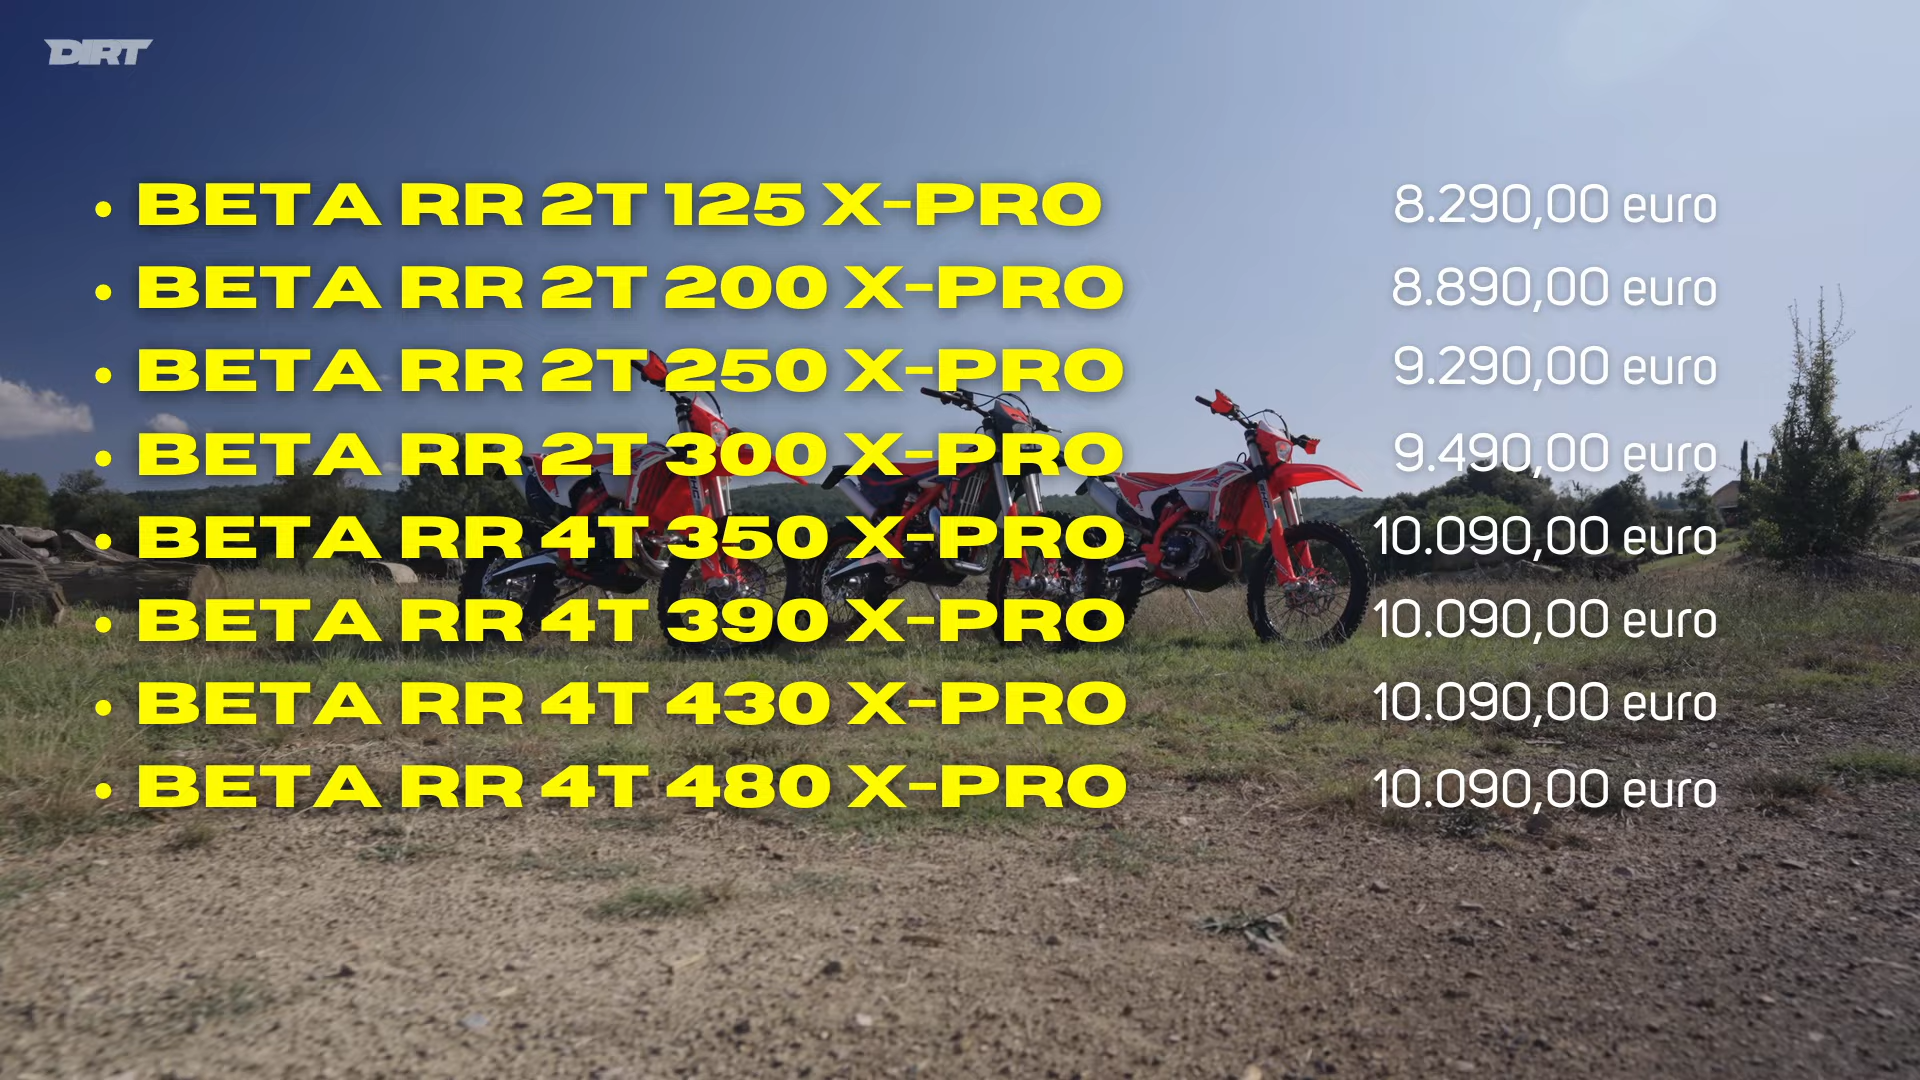 DIRT
• BETA RR 2T 125 X-PRO 8.290,00 euro
• BETA RR 2T 200 X-PRO 8.890,00 euro
• BETA RR 2T 250 X-PRO 9.290,00 euro
• BETA RR 2T 300 X-PRO 9.490,00 euro
• BETA RR 4T 350 X-PRO 10.090,00 euro
• BETA RR 4T 390 X-PRO 10.090,00 euro
• BETA RR 4T 430 X-PRO 10.090,00 euro
• BETA RR 4T 480 X-PRO 10.090,00 euro